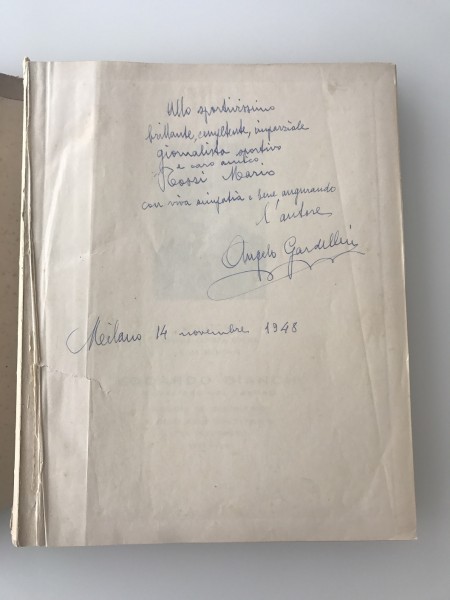 Allo sportivissimo
brillante, competente, imparziale
giornalista sportivo
e caro amico
Rossi Mario
con viva simpatia e bene augurando
l'autore
Angelo Gardellini
Milano 14 novembre 1948